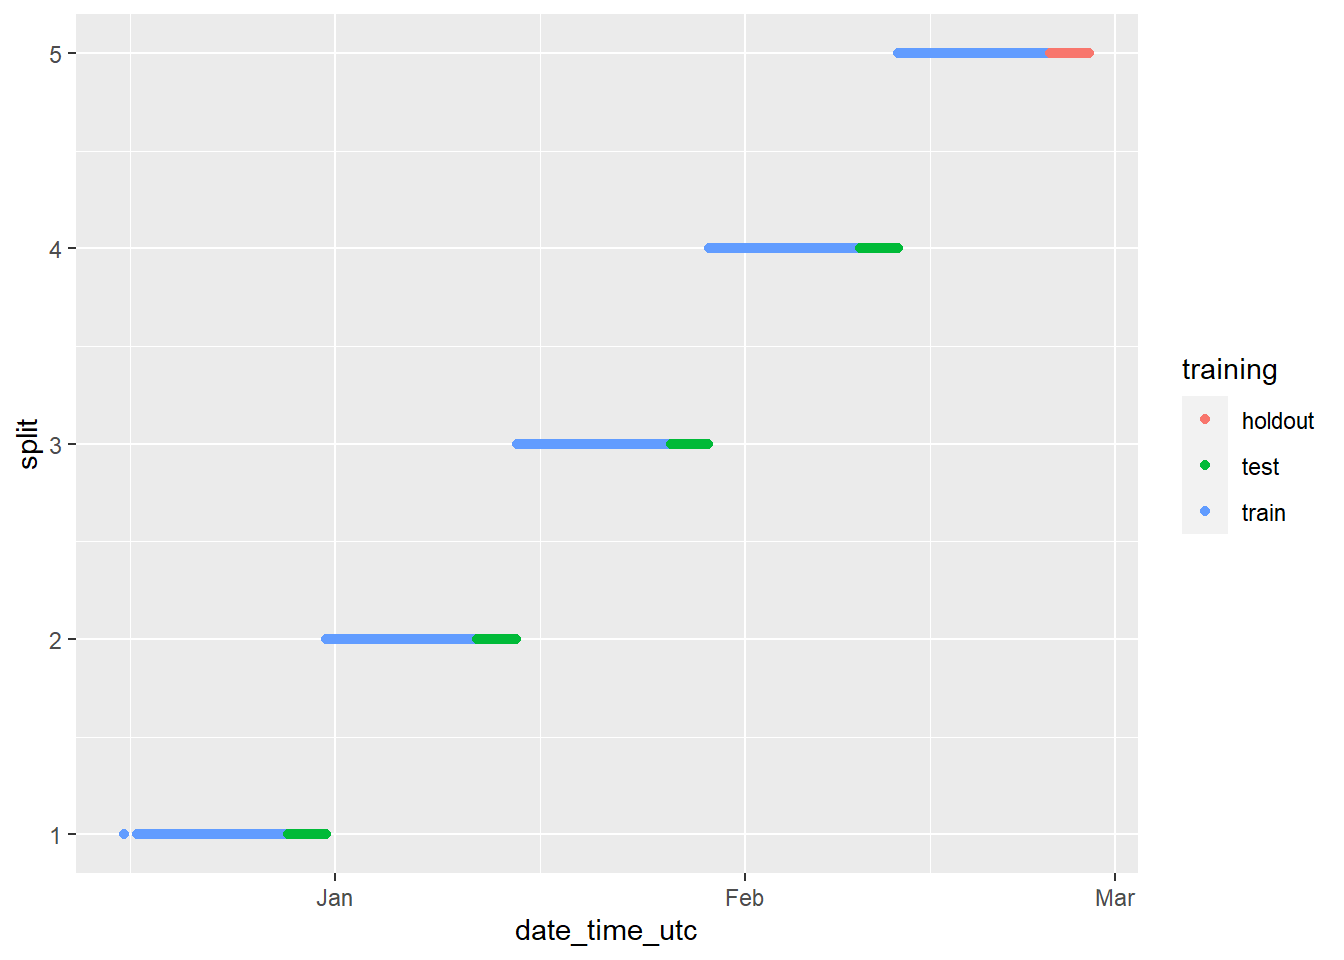 5
4
3
2
1
split
Jan
Feb
Mar
date_time_utc
training
holdout
test
train